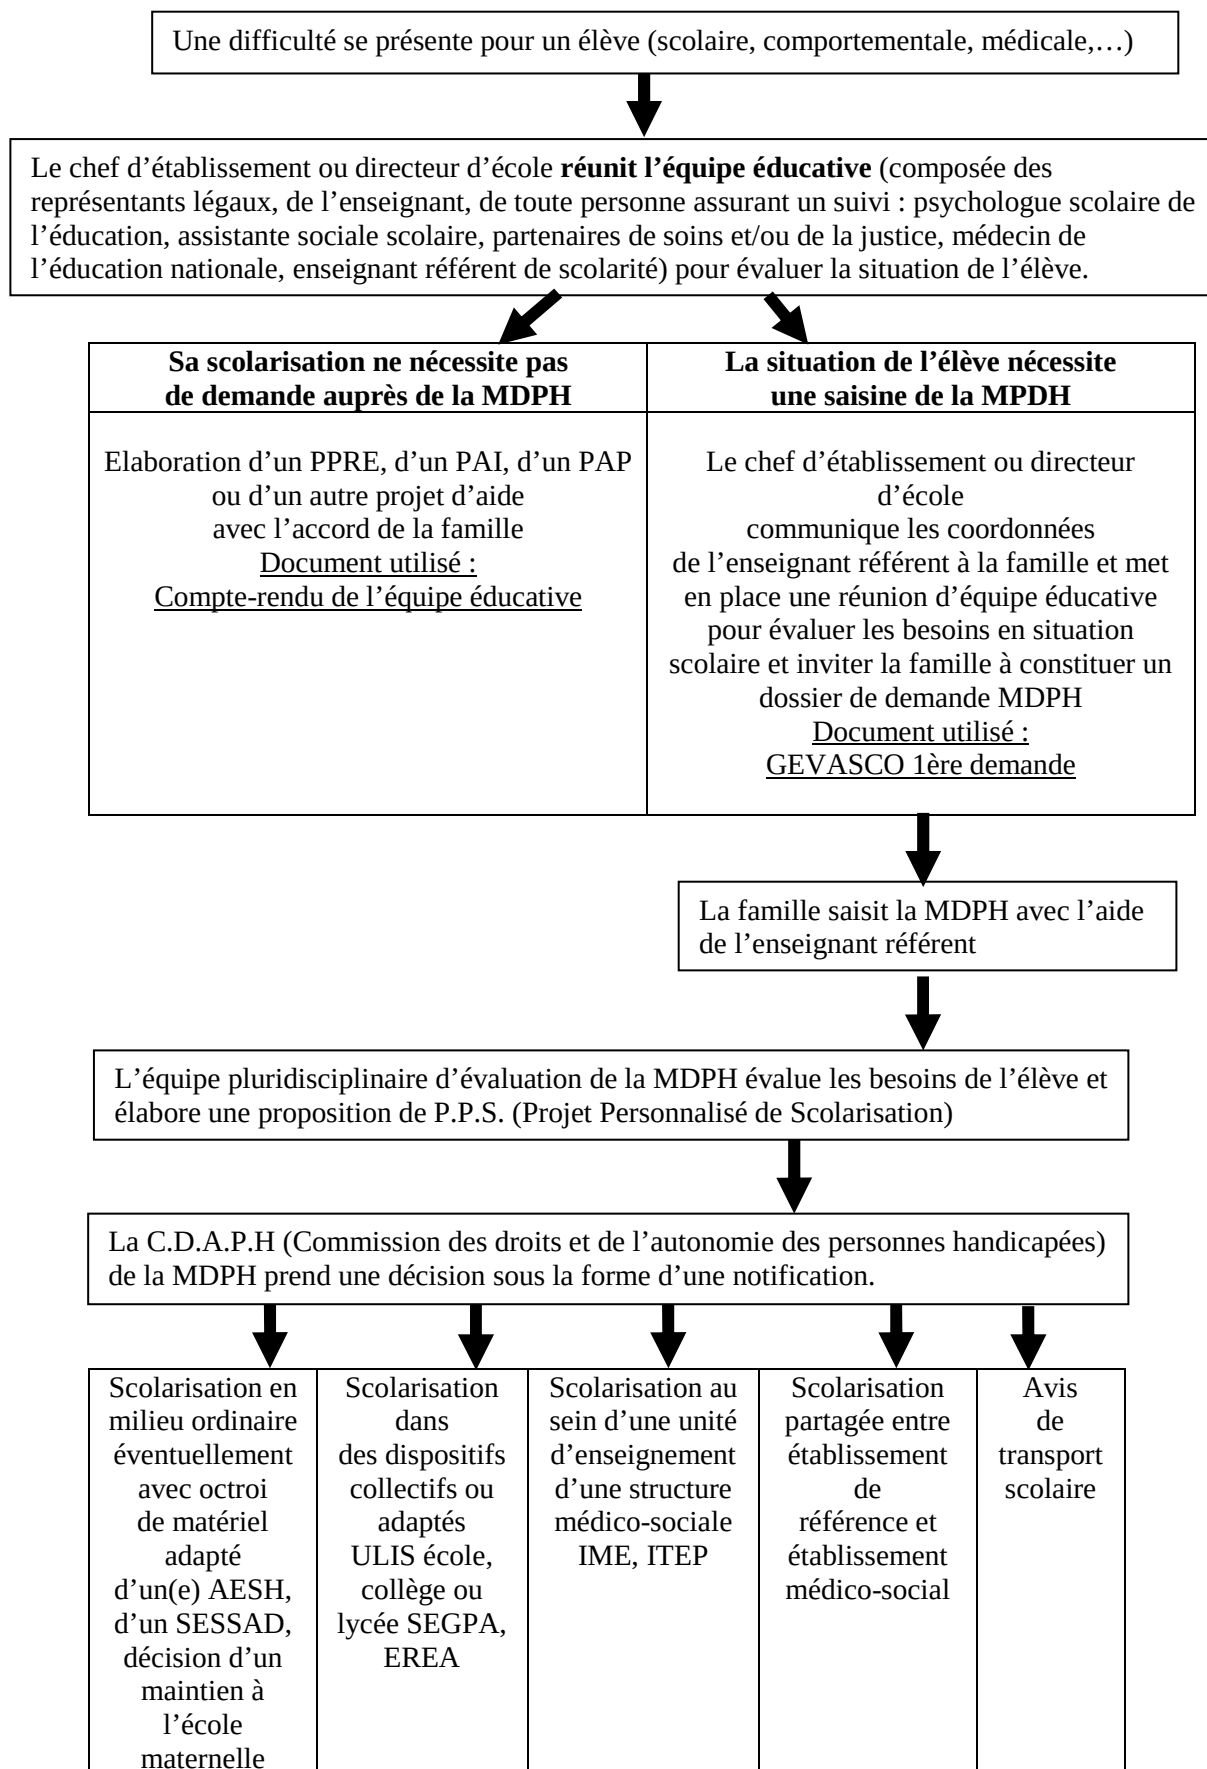 Une difficulté se présente pour un élève (scolaire, comportementale, médicale,…)
Le chef d’établissement ou directeur d’école réunit l’équipe éducative (composée des
représentants légaux, de l’enseignant, de toute personne assurant un suivi : psychologue scolaire de
l’éducation, assistante sociale scolaire, partenaires de soins et/ou de la justice, médecin de
l’éducation nationale, enseignant référent de scolarité) pour évaluer la situation de l’élève.
Sa scolarisation ne nécessite pas
de demande auprès de la MDPH
Elaboration d’un PPRE, d’un PAI, d’un PAP
ou d’un autre projet d’aide
avec l’accord de la famille
Document utilisé :
Compte-rendu de l’équipe éducative
La situation de l’élève nécessite
une saisine de la MPDH
Le chef d’établissement ou directeur
d’école
communique les coordonnées
de l’enseignant référent à la famille et met
en place une réunion d’équipe éducative
pour évaluer les besoins en situation
scolaire et inviter la famille à constituer un
dossier de demande MDPH
Document utilisé :
GEVASCO 1ère demande
La famille saisit la MDPH avec l’aide
de l’enseignant référent
L’équipe pluridisciplinaire d’évaluation de la MDPH évalue les besoins de l’élève et
élabore une proposition de P.P.S. (Projet Personnalisé de Scolarisation)
La C.D.A.P.H (Commission des droits et de l’autonomie des personnes handicapées)
de la MDPH prend une décision sous la forme d’une notification.
Scolarisation en
milieu ordinaire
éventuellement
avec octroi
de matériel
adapté
d’un(e) AESH,
d’un SESSAD,
décision d’un
maintien à
l’école
maternelle
Scolarisation
dans
des dispositifs
collectifs ou
adaptés
ULIS école,
collège ou
lycée SEGPA,
EREA
Scolarisation au
sein d’une unité
d’enseignement
d’une structure
médico-sociale
IME, ITEP
Scolarisation
partagée entre
établissement
de
référence et
établissement
médico-social
Avis
de
transport
scolaire